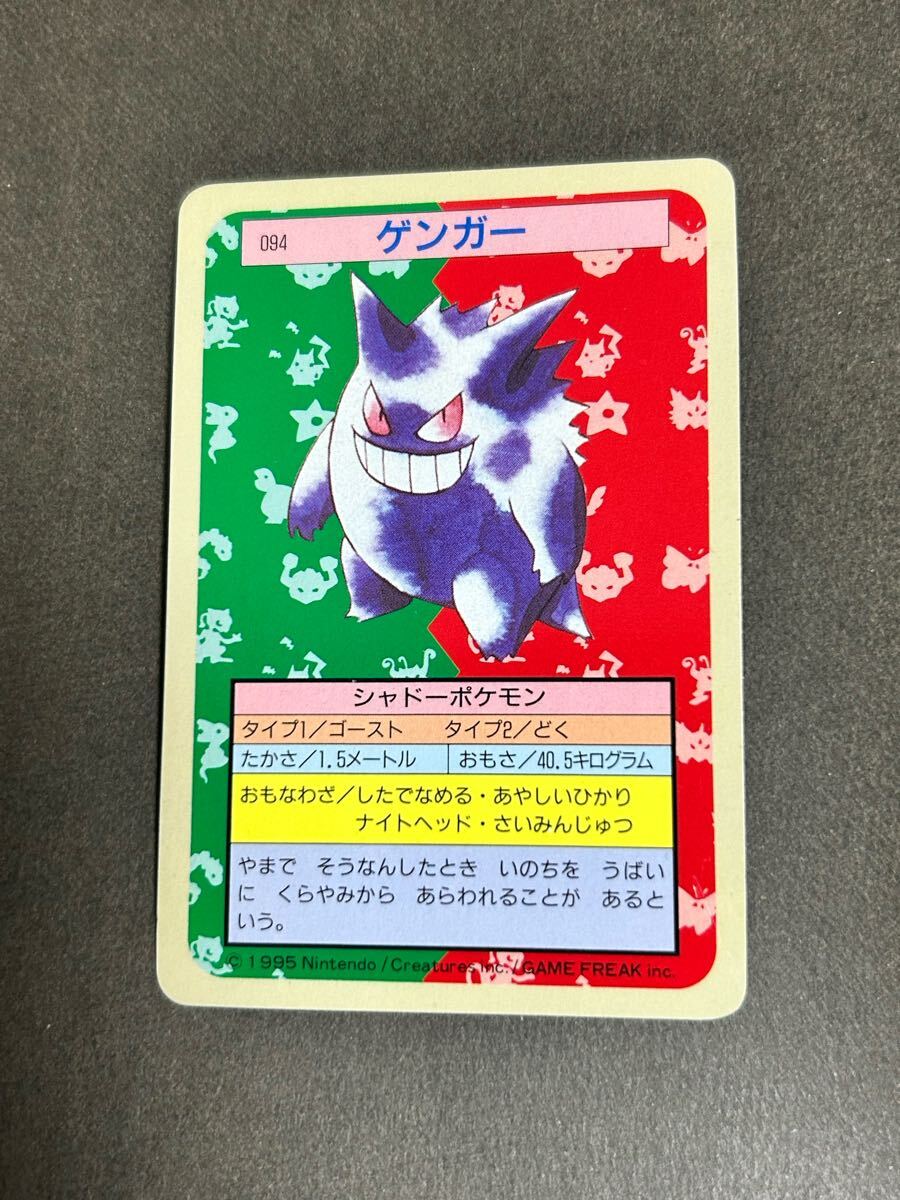 094 ゲンガー
シャドーポケモン
タイプ1/ゴースト タイプ2/どく
たかさ/1.5メートル おもさ/40.5キログラム
おもなわざ/したでなめる・あやしいひかり
ナイトヘッド・さいみんじゅつ
やまで そうなんしたとき いのちを うばい
に くらやみから あらわれることが あると
いう。
© 1995 Nintendo / Creatures inc. / GAME FREAK inc.